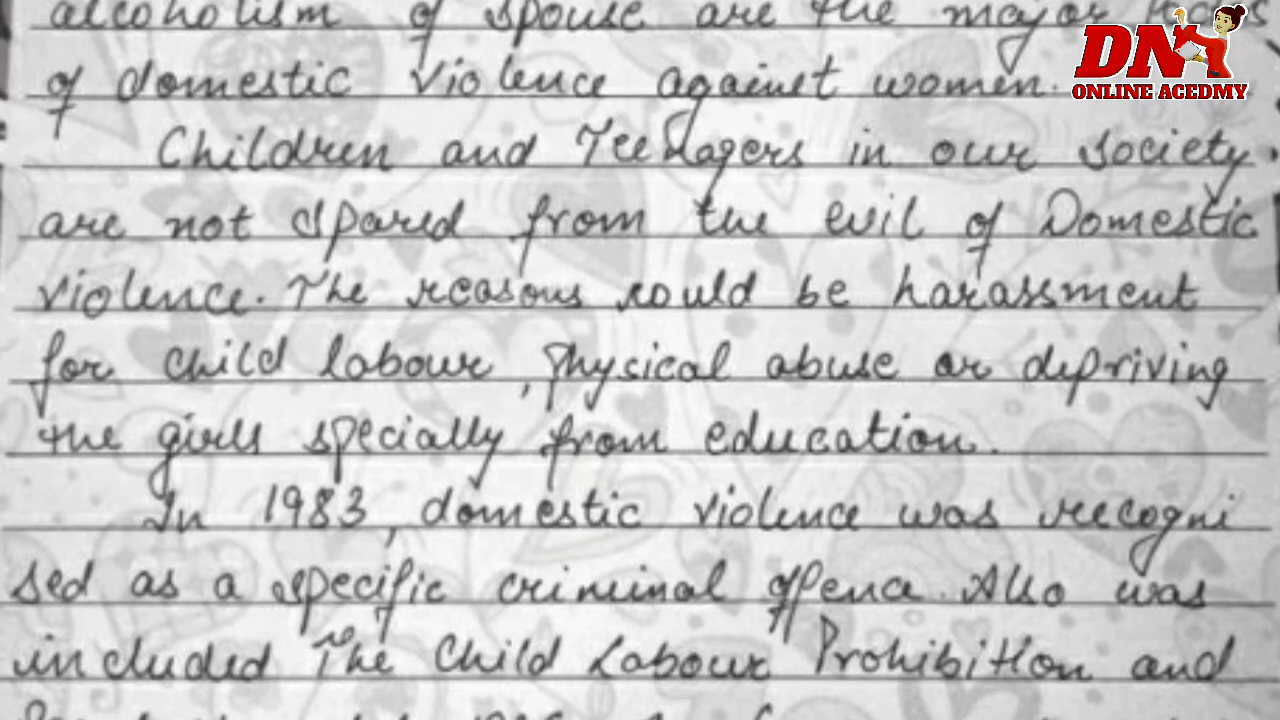 alcoholism of spouse are the major
of domestic violence against women.
Children and Teenagers in our society.
are not spared from the evil of Domestic
violence. The reasons could be harassment
for child labour, Physical abuse or depriving
the girls specially from education.
In 1983, domestic violence was recogni
sed as a specific criminal offence. Also was
included The Child Labour Prohibition and
DN
ONLINE ACEDMY